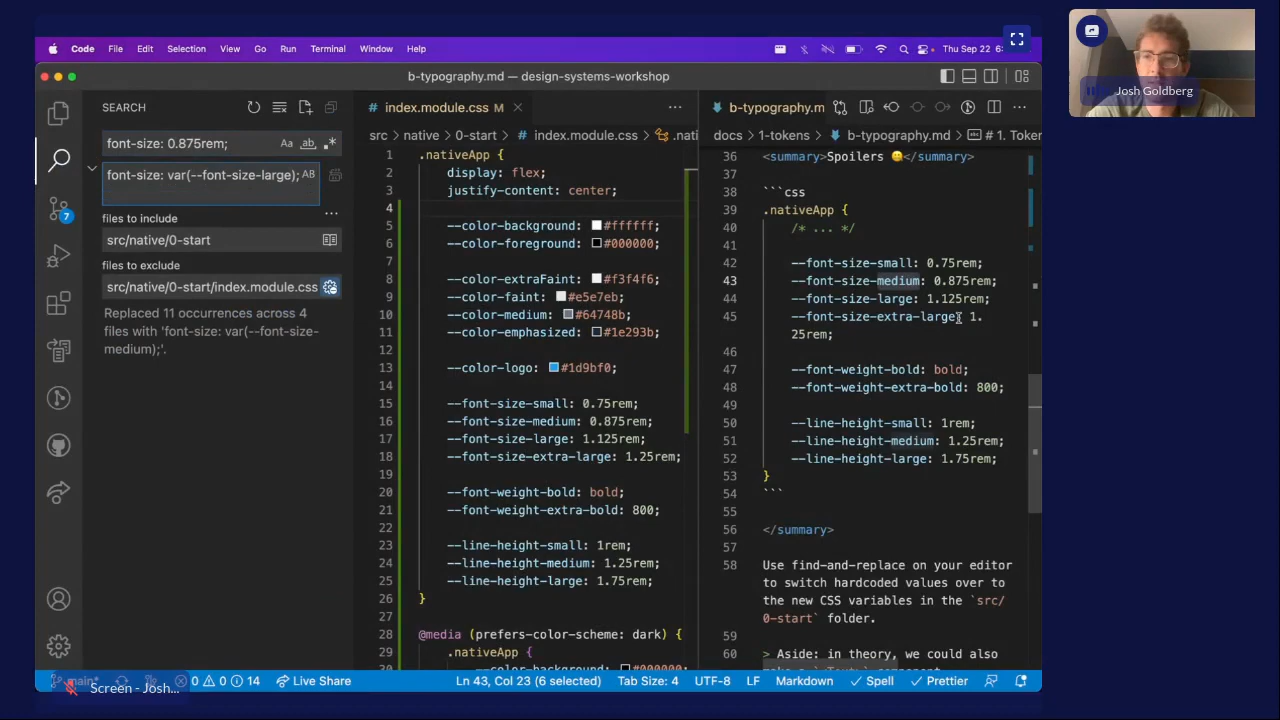 Code File Edit Selection View Go Run Terminal Window Help
Thu Sep 22 6:
b-typography.md — design-systems-workshop
SEARCH
font-size: 0.875rem;
Aa ab, .*
font-size: var(--font-size-large);
AB
files to include
src/native/0-start
files to exclude
src/native/0-start/index.module.css
Replaced 11 occurrences across 4
files with 'font-size: var(--font-size-
medium);'.
7
index.module.css M
src > native > 0-start > index.module.css > .nati
1 .nativeApp {
2 display: flex;
3 justify-content: center;
4
5 --color-background: #ffffff;
6 --color-foreground: #000000;
7
8 --color-extraFaint: #f3f4f6;
9 --color-faint: #e5e7eb;
10 --color-medium: #64748b;
11 --color-emphasized: #1e293b;
12
13 --color-logo: #1d9bf0;
14
15 --font-size-small: 0.75rem;
16 --font-size-medium: 0.875rem;
17 --font-size-large: 1.125rem;
18 --font-size-extra-large: 1.25rem;
19
20 --font-weight-bold: bold;
21 --font-weight-extra-bold: 800;
22
23 --line-height-small: 1rem;
24 --line-height-medium: 1.25rem;
25 --line-height-large: 1.75rem;
26 }
27
28 @media (prefers-color-scheme: dark) {
29 .nativeApp {
30 --color-background: #000000;
b-typography.m
docs > 1-tokens > b-typography.md > # 1. Token
36 <summary>Spoilers 🤫</summary>
37
38 ```css
39 .nativeApp {
40 /* ... */
41
42 --font-size-small: 0.75rem;
43 --font-size-medium: 0.875rem;
44 --font-size-large: 1.125rem;
45 --font-size-extra-large: 1.
25rem;
46
47 --font-weight-bold: bold;
48 --font-weight-extra-bold: 800;
49
50 --line-height-small: 1rem;
51 --line-height-medium: 1.25rem;
52 --line-height-large: 1.75rem;
53 }
54 ```
55
56 </summary>
57
58 Use find-and-replace on your editor
to switch hardcoded values over to
the new CSS variables in the `src/
0-start` folder.
59
60 > Aside: in theory, we could also
main* 0 0 14 Live Share
Ln 43, Col 23 (6 selected) Tab Size: 4 UTF-8 LF Markdown Spell Prettier
Screen - Josh...
Josh Goldberg